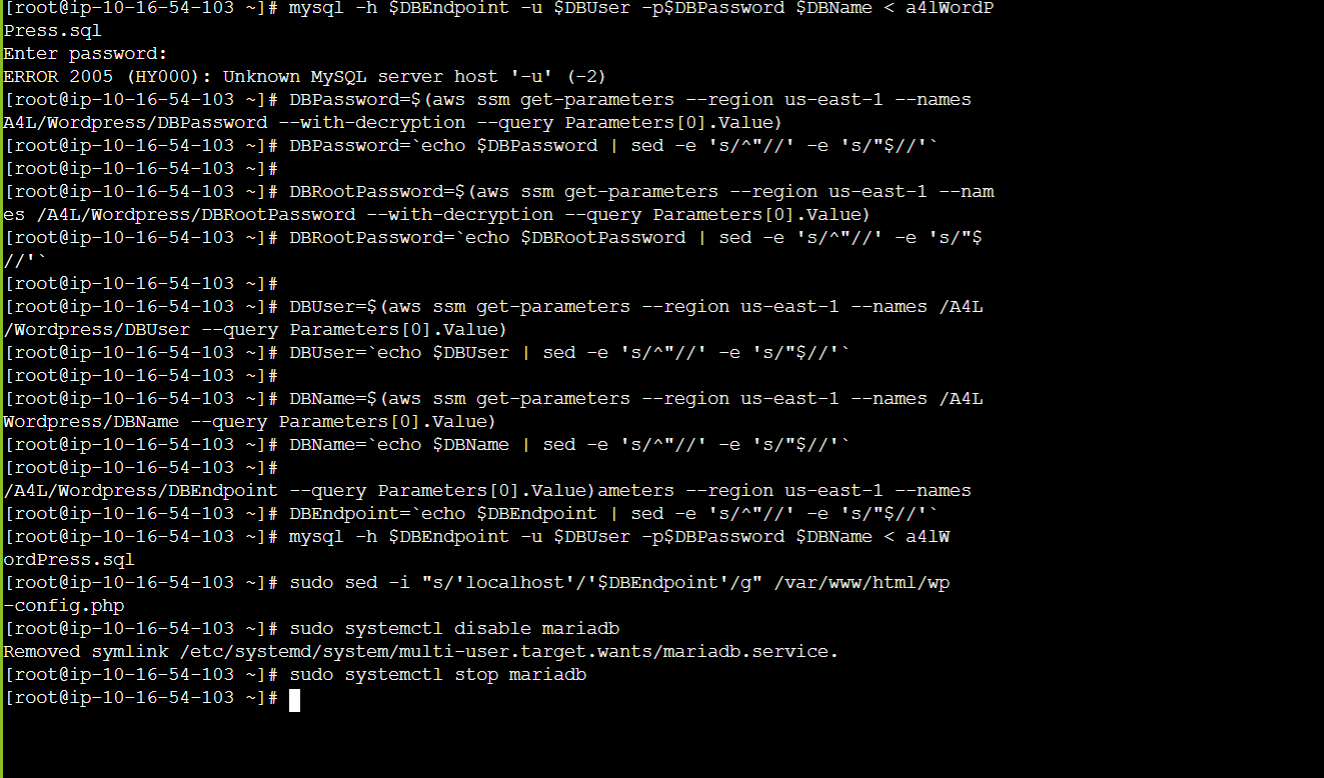 [root@ip-10-16-54-103 ~]# mysql -h $DBEndpoint -u $DBUser -p$DBPassword $DBName < a4lWordP
Press.sql
Enter password:
ERROR 2005 (HY000): Unknown MySQL server host '-u' (-2)
[root@ip-10-16-54-103 ~]# DBPassword=$(aws ssm get-parameters --region us-east-1 --names
A4L/Wordpress/DBPassword --with-decryption --query Parameters[0].Value)
[root@ip-10-16-54-103 ~]# DBPassword=`echo $DBPassword | sed -e 's/^"//' -e 's/"$//'`
[root@ip-10-16-54-103 ~]#
[root@ip-10-16-54-103 ~]# DBRootPassword=$(aws ssm get-parameters --region us-east-1 --nam
es /A4L/Wordpress/DBRootPassword --with-decryption --query Parameters[0].Value)
[root@ip-10-16-54-103 ~]# DBRootPassword=`echo $DBRootPassword | sed -e 's/^"//' -e 's/"$
//'`
[root@ip-10-16-54-103 ~]#
[root@ip-10-16-54-103 ~]# DBUser=$(aws ssm get-parameters --region us-east-1 --names /A4L
/Wordpress/DBUser --query Parameters[0].Value)
[root@ip-10-16-54-103 ~]# DBUser=`echo $DBUser | sed -e 's/^"//' -e 's/"$//'`
[root@ip-10-16-54-103 ~]#
[root@ip-10-16-54-103 ~]# DBName=$(aws ssm get-parameters --region us-east-1 --names /A4L
Wordpress/DBName --query Parameters[0].Value)
[root@ip-10-16-54-103 ~]# DBName=`echo $DBName | sed -e 's/^"//' -e 's/"$//'`
[root@ip-10-16-54-103 ~]#
/A4L/Wordpress/DBEndpoint --query Parameters[0].Value)ameters --region us-east-1 --names
[root@ip-10-16-54-103 ~]# DBEndpoint=`echo $DBEndpoint | sed -e 's/^"//' -e 's/"$//'`
[root@ip-10-16-54-103 ~]# mysql -h $DBEndpoint -u $DBUser -p$DBPassword $DBName < a4lW
ordPress.sql
[root@ip-10-16-54-103 ~]# sudo sed -i "s/'localhost'/'$DBEndpoint'/g" /var/www/html/wp
-config.php
[root@ip-10-16-54-103 ~]# sudo systemctl disable mariadb
Removed symlink /etc/systemd/system/multi-user.target.wants/mariadb.service.
[root@ip-10-16-54-103 ~]# sudo systemctl stop mariadb
[root@ip-10-16-54-103 ~]#